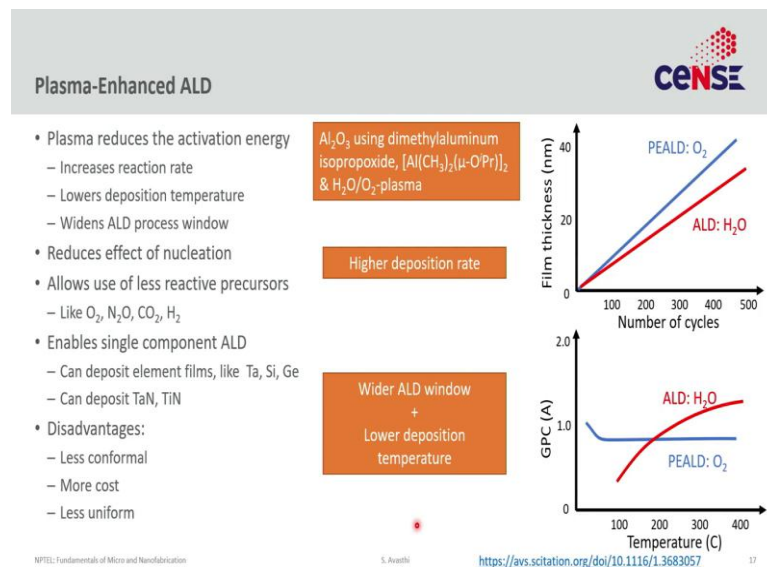 ceNSE
Plasma-Enhanced ALD
• Plasma reduces the activation energy
– Increases reaction rate
– Lowers deposition temperature
– Widens ALD process window
• Reduces effect of nucleation
• Allows use of less reactive precursors
– Like O₂, N₂O, CO₂, H₂
• Enables single component ALD
– Can deposit element films, like Ta, Si, Ge
– Can deposit TaN, TiN
• Disadvantages:
– Less conformal
– More cost
– Less uniform
Al₂O₃ using dimethylaluminum
isopropoxide, [Al(CH₃)₂(μ-OⁱPr)]₂
& H₂O/O₂-plasma
Higher deposition rate
Wider ALD window
+
Lower deposition
temperature
Film thickness (nm)
40
20
0
PEALD: O₂
ALD: H₂O
100 200 300 400 500
Number of cycles
GPC (A)
2.0
1.0
0
ALD: H₂O
PEALD: O₂
100 200 300 400
Temperature (C)
NPTEL: Fundamentals of Micro and Nanofabrication
S. Avasthi
https://avs.scitation.org/doi/10.1116/1.3683057
17